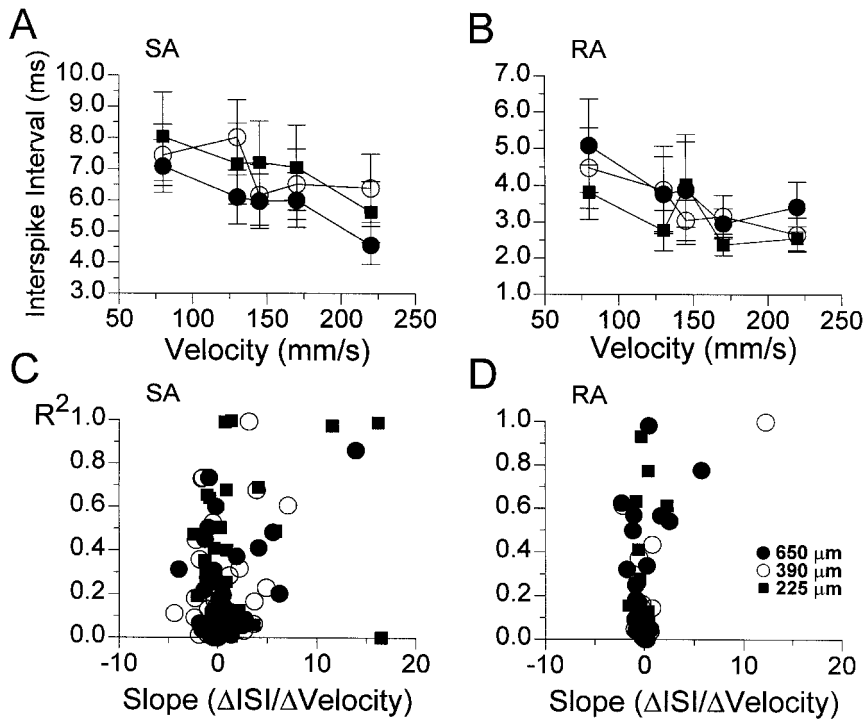 A
SA
Interspike Interval (ms)
10.0
9.0
8.0
7.0
6.0
5.0
4.0
3.0
50 100 150 200 250
Velocity (mm/s)
B
RA
7.0
6.0
5.0
4.0
3.0
2.0
1.0
50 100 150 200 250
Velocity (mm/s)
C
SA
R²
1.0
0.8
0.6
0.4
0.2
0.0
-10 0 10 20
Slope (ΔISI/ΔVelocity)
D
RA
1.0
0.8
0.6
0.4
0.2
0.0
650 µm
390 µm
225 µm
-10 0 10 20
Slope (ΔISI/ΔVelocity)